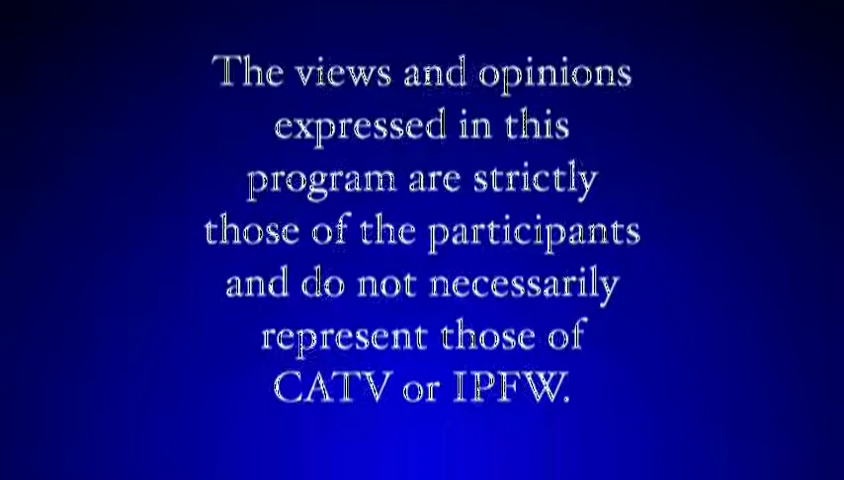 The views and opinions
expressed in this
program are strictly
those of the participants
and do not necessarily
represent those of
CATV or IPFW.